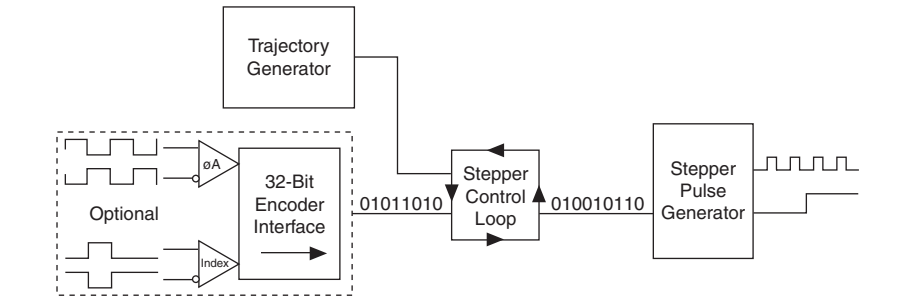 Trajectory
Generator
øA
Optional
32-Bit
Encoder
Interface
Index
01011010
Stepper
Control
Loop
010010110
Stepper
Pulse
Generator